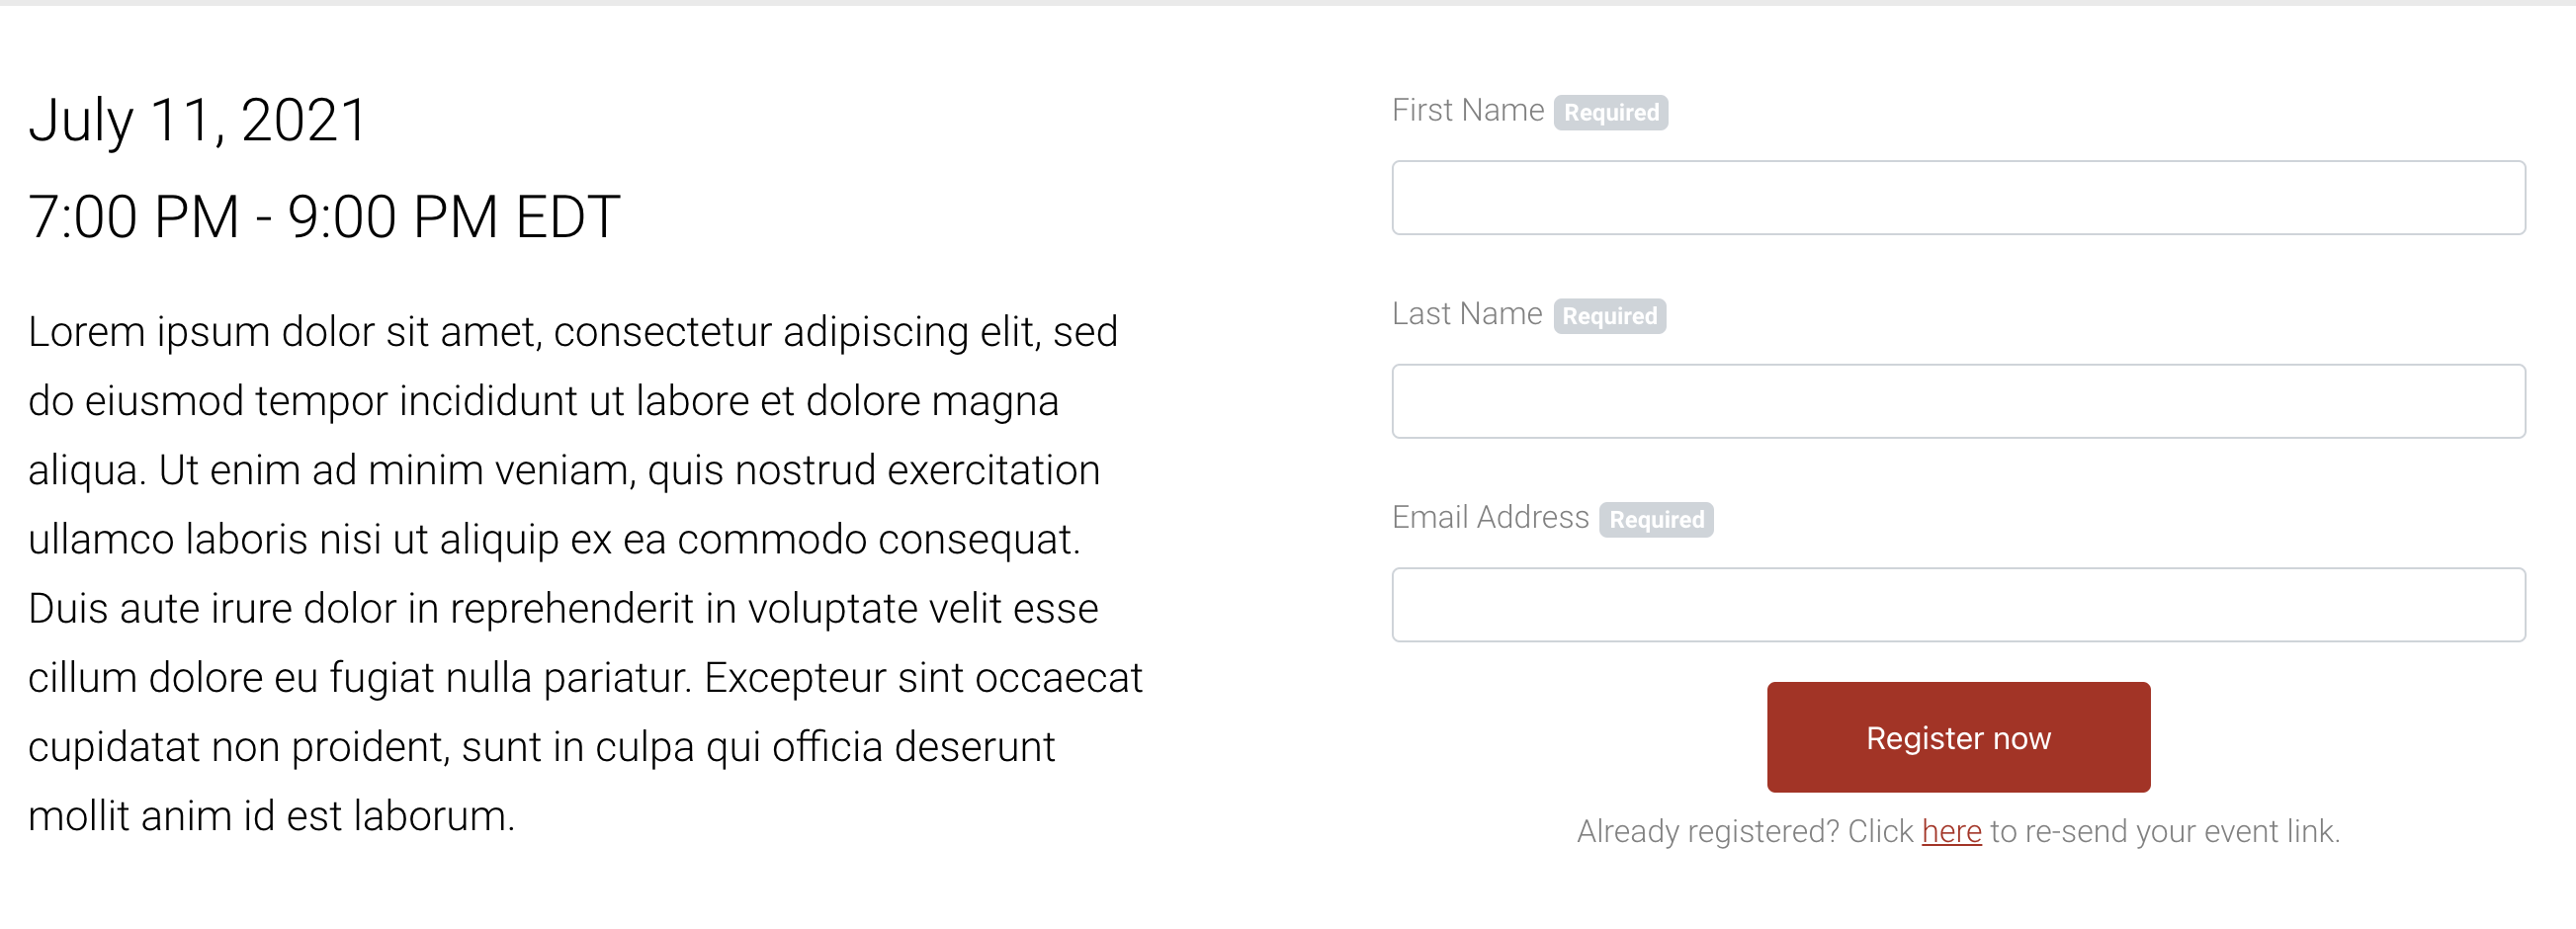 July 11, 2021
7:00 PM - 9:00 PM EDT
Lorem ipsum dolor sit amet, consectetur adipiscing elit, sed
do eiusmod tempor incididunt ut labore et dolore magna
aliqua. Ut enim ad minim veniam, quis nostrud exercitation
ullamco laboris nisi ut aliquip ex ea commodo consequat.
Duis aute irure dolor in reprehenderit in voluptate velit esse
cillum dolore eu fugiat nulla pariatur. Excepteur sint occaecat
cupidatat non proident, sunt in culpa qui officia deserunt
mollit anim id est laborum.
First Name Required
Last Name Required
Email Address Required
Register now
Already registered? Click here to re-send your event link.